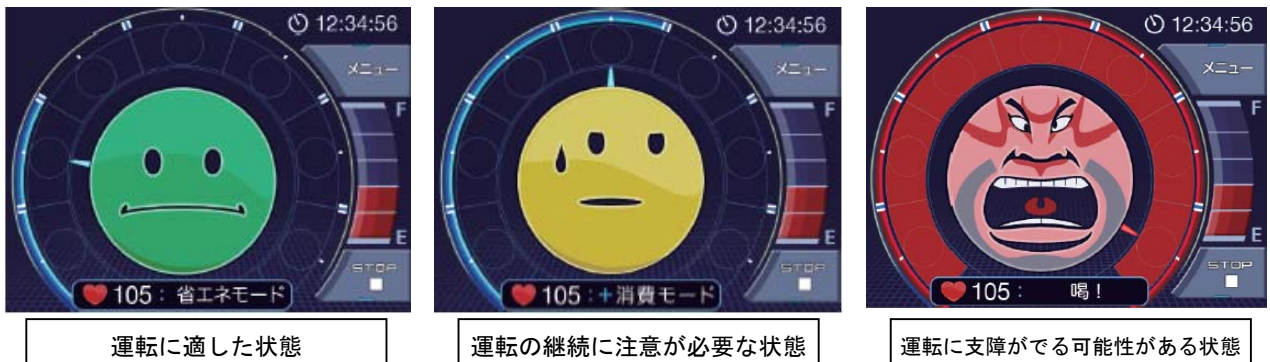 12:34:56
メニュー
F
E
STOP
105：省エネモード
運転に適した状態
12:34:56
メニュー
F
E
STOP
105：+消費モード
運転の継続に注意が必要な状態
12:34:56
メニュー
F
E
STOP
105： 喝！
運転に支障がでる可能性がある状態